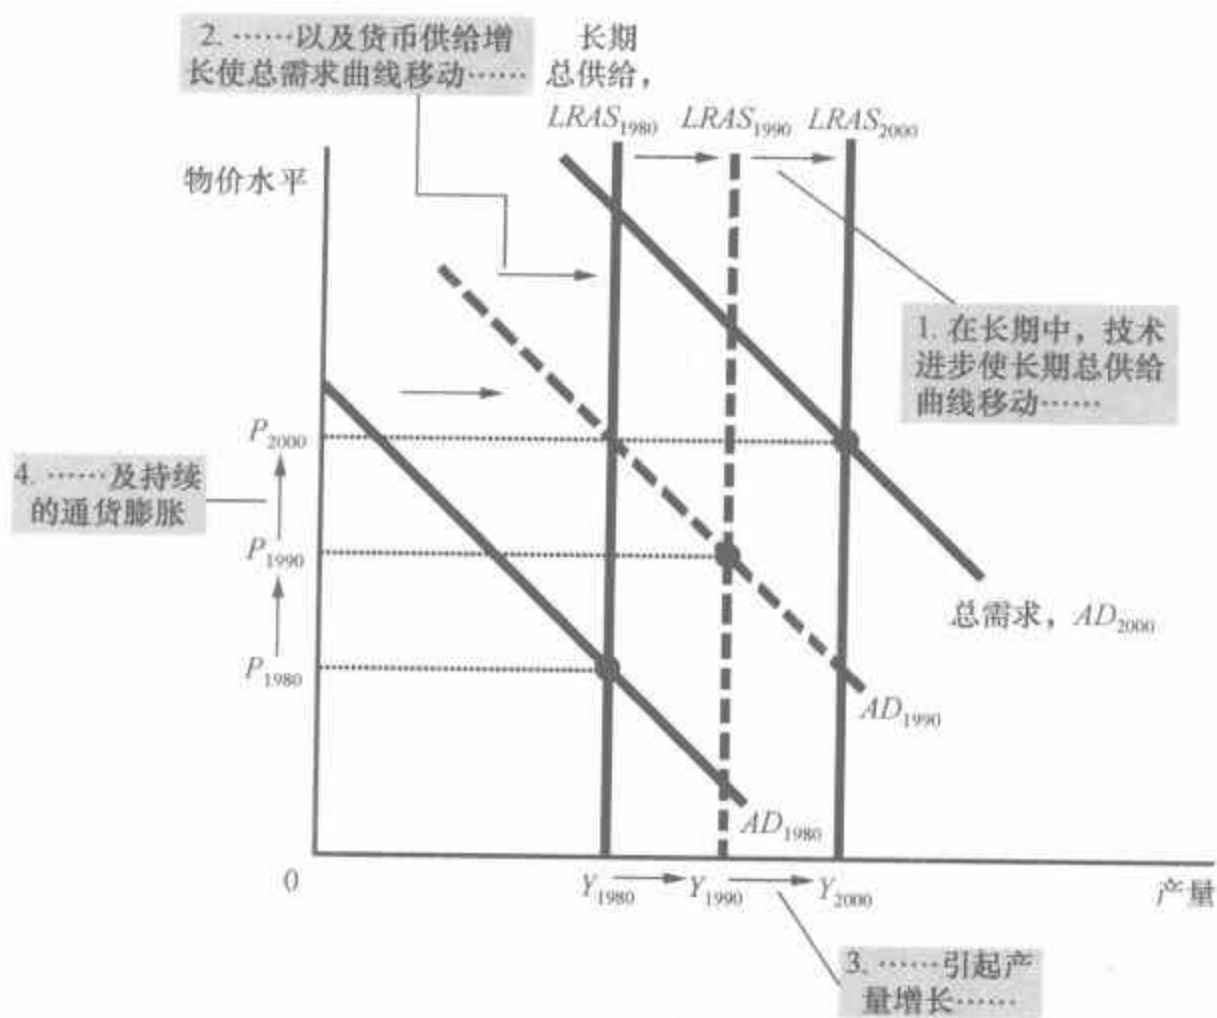 2. ……以及货币供给增
长使总需求曲线移动……
长期
总供给，
LRAS1980
LRAS1990
LRAS2000
物价水平
1. 在长期中，技术
进步使长期总供给
曲线移动……
P2000
4. ……及持续
的通货膨胀
P1990
P1980
总需求，AD2000
AD1990
AD1980
0
Y1980
Y1990
Y2000
产量
3. ……引起产
量增长……